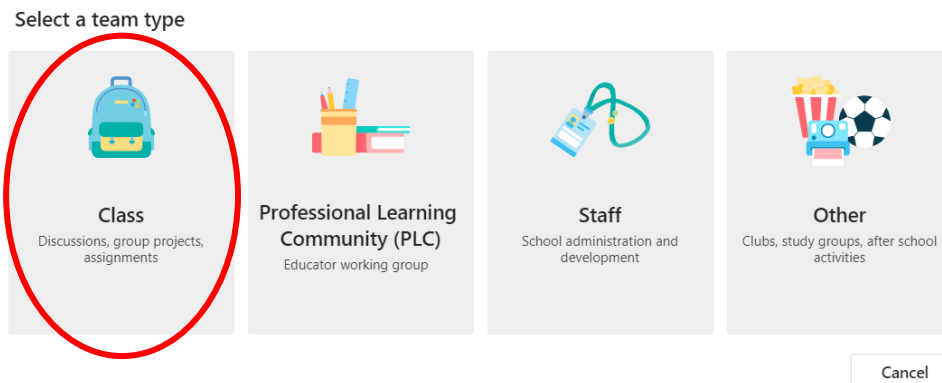 Select a team type
Class
Discussions, group projects,
assignments
Professional Learning
Community (PLC)
Educator working group
Staff
School administration and
development
Other
Clubs, study groups, after school
activities
Cancel